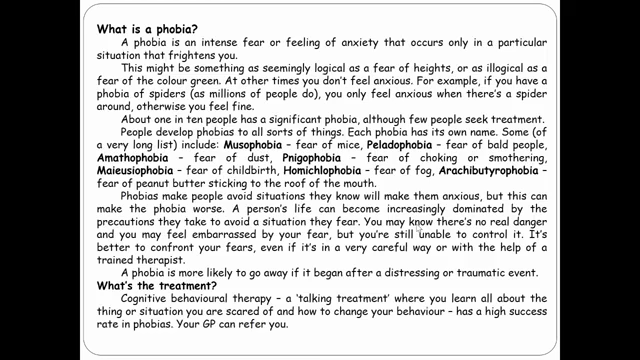 What is a phobia?
A phobia is an intense fear or feeling of anxiety that occurs only in a particular
situation that frightens you.
This might be something as seemingly logical as a fear of heights, or as illogical as a
fear of the colour green. At other times you don't feel anxious. For example, if you have a
phobia of spiders (as millions of people do), you only feel anxious when there's a spider
around, otherwise you feel fine.
About one in ten people has a significant phobia, although few people seek treatment.
People develop phobias to all sorts of things. Each phobia has its own name. Some (of
a very long list) include: Musophobia – fear of mice, Peladophobia – fear of bald people,
Amathophobia – fear of dust, Pnigophobia – fear of choking or smothering,
Maieusiophobia – fear of childbirth, Homichlophobia – fear of fog, Arachibutyrophobia –
fear of peanut butter sticking to the roof of the mouth.
Phobias make people avoid situations they know will make them anxious, but this can
make the phobia worse. A person's life can become increasingly dominated by the
precautions they take to avoid a situation they fear. You may know there's no real danger
and you may feel embarrassed by your fear, but you're still unable to control it. It's
better to confront your fears, even if it's in a very careful way or with the help of a
trained therapist.
A phobia is more likely to go away if it began after a distressing or traumatic event.
What's the treatment?
Cognitive behavioural therapy – a 'talking treatment' where you learn all about the
thing or situation you are scared of and how to change your behaviour – has a high success
rate in phobias. Your GP can refer you.